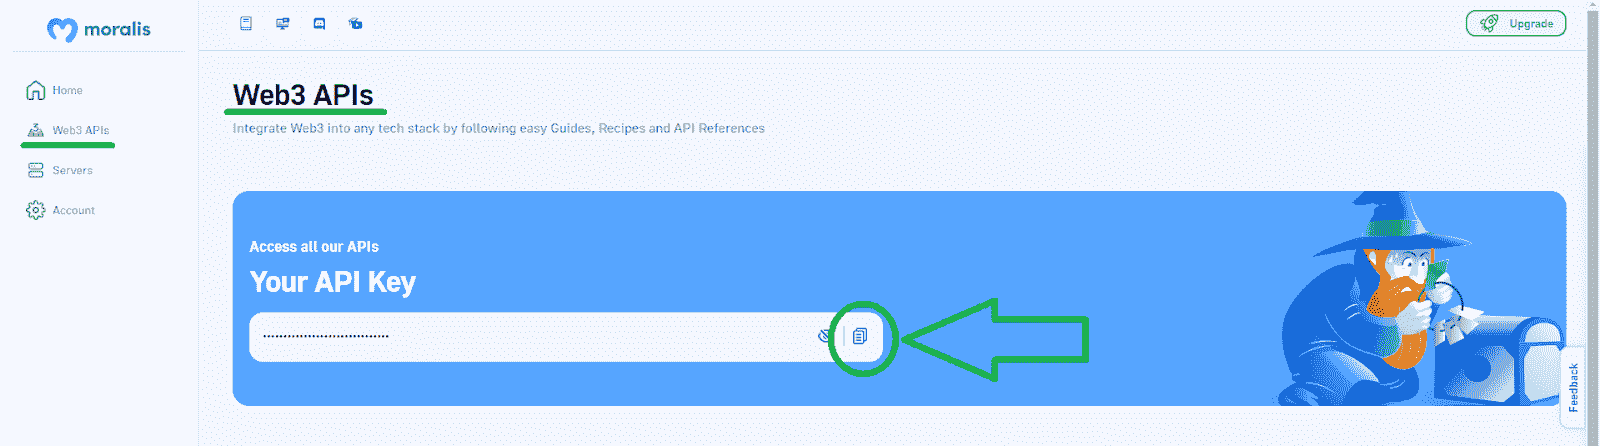 moralis
Upgrade
Home
Web3 APIs
Servers
Account
Web3 APIs
Integrate Web3 into any tech stack by following easy Guides, Recipes and API References
Access all our APIs
Your API Key
Feedback